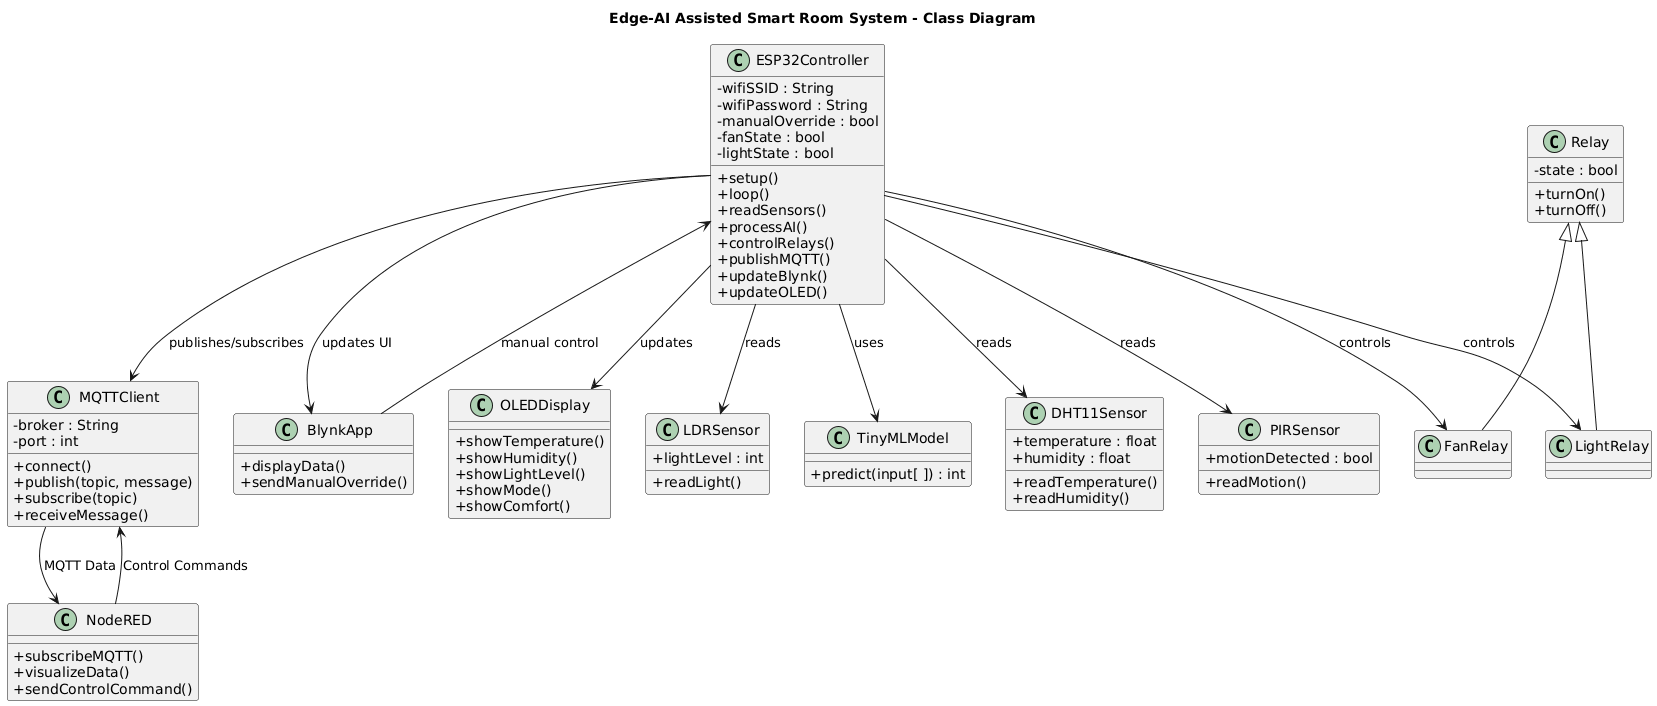 Edge-AI Assisted Smart Room System - Class Diagram
C ESP32Controller
-wifiSSID : String
-wifiPassword : String
-manualOverride : bool
-fanState : bool
-lightState : bool
+setup()
+loop()
+readSensors()
+processAI()
+controlRelays()
+publishMQTT()
+updateBlynk()
+updateOLED()
C Relay
-state : bool
+turnOn()
+turnOff()
publishes/subscribes
updates UI
manual control
updates
reads
uses
reads
reads
controls
controls
C MQTTClient
-broker : String
-port : int
+connect()
+publish(topic, message)
+subscribe(topic)
+receiveMessage()
C BlynkApp
+displayData()
+sendManualOverride()
C OLEDDisplay
+showTemperature()
+showHumidity()
+showLightLevel()
+showMode()
+showComfort()
C LDRSensor
+lightLevel : int
+readLight()
C TinyMLModel
+predict(input[ ]) : int
C DHT11Sensor
+temperature : float
+humidity : float
+readTemperature()
+readHumidity()
C PIRSensor
+motionDetected : bool
+readMotion()
C FanRelay
C LightRelay
MQTT Data
Control Commands
C NodeRED
+subscribeMQTT()
+visualizeData()
+sendControlCommand()